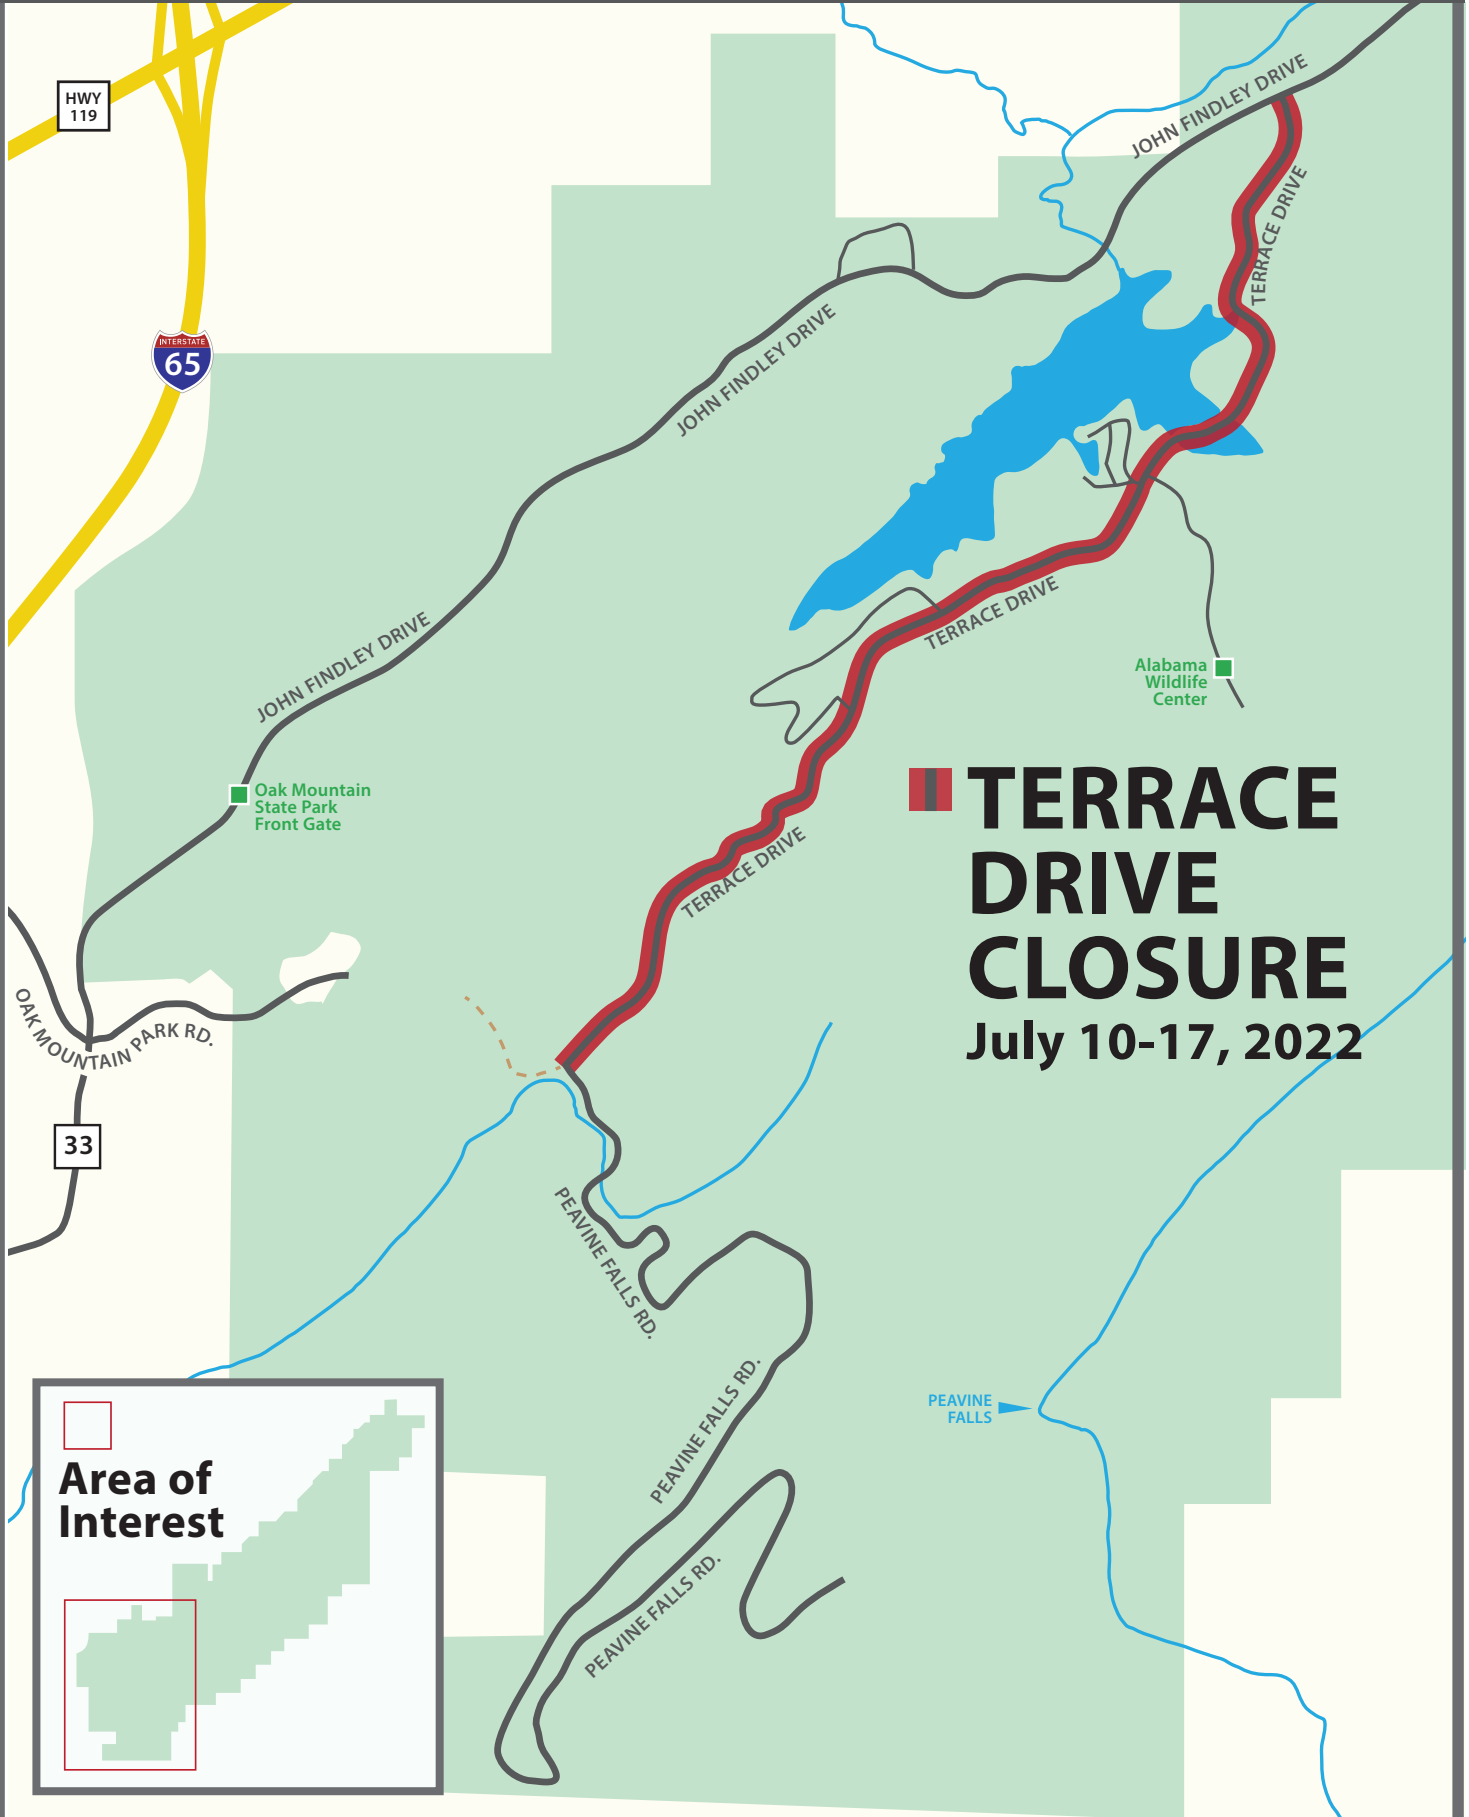 HWY
119
JOHN FINDLEY DRIVE
TERRACE DRIVE
INTERSTATE
65
JOHN FINDLEY DRIVE
TERRACE DRIVE
JOHN FINDLEY DRIVE
Alabama
Wildlife
Center
Oak Mountain
State Park
Front Gate
TERRACE DRIVE
TERRACE
DRIVE
CLOSURE
July 10-17, 2022
OAK MOUNTAIN PARK RD.
33
PEAVINE FALLS RD.
PEAVINE FALLS RD.
PEAVINE
FALLS
PEAVINE FALLS RD.
Area of
Interest